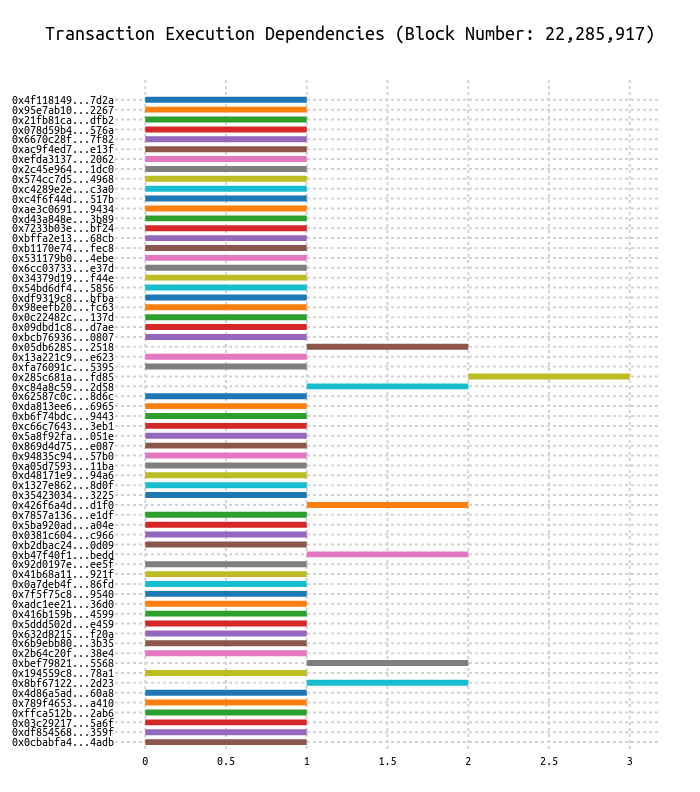 Transaction Execution Dependencies (Block Number: 22,285,917)
0x4f118149...7d2a
0x95e7ab10...2267
0x21fb81ca...dfb2
0x078d59b4...576a
0x6670c28f...7f82
0xac9f4ed7...e13f
0xefda3137...2062
0x2c45e964...1dc0
0x574cc7d5...4968
0xc4289e2e...c3a0
0xc4f6f44d...517b
0xae3c0691...9434
0xd43a848e...3b89
0x7233b03e...bf24
0xbffa2e13...68cb
0xb1170e74...fec8
0x531179b0...4ebe
0x6cc03733...e37d
0x34379d19...f44e
0x54bd6df4...5856
0xdf9319c8...bfba
0x98eefb20...fc63
0x0c22482c...137d
0x09dbd1c8...d7ae
0xbcb76936...0807
0x05db6285...2518
0x13a221c9...e623
0xfa76091c...5395
0x285c681a...fd85
0xc84a8c59...2d58
0x62587c0c...8d6c
0xda813ee6...6965
0xb6f74bdc...9443
0xc66c7643...3eb1
0x5a8f92fa...051e
0x869d4d75...e087
0x94835c94...57b0
0xa05d7593...11ba
0xd48171e9...94a6
0x1327e862...8d0f
0x35423034...3225
0x426f6a4d...d1f0
0x7857a136...e1df
0x5ba920ad...a04e
0x0381c604...c966
0xb2dbac24...0d09
0xb47f40f1...bedd
0x92d0197e...ee5f
0x41b68a11...921f
0x0a7deb4f...86fd
0x7f5f75c8...9540
0xadc1ee21...36d0
0x416b159b...4599
0x5ddd502d...e459
0x632d8215...f20a
0x6b9ebb80...3b35
0x2b64c20f...38e4
0xbef79821...5568
0x194559c8...78a1
0x8bf67122...2d23
0x4d86a5ad...60a8
0x789f4653...a410
0xffca512b...2ab6
0x03c29217...5a6f
0xdf854568...359f
0x0cbabfa4...4adb
0 0.5 1 1.5 2 2.5 3